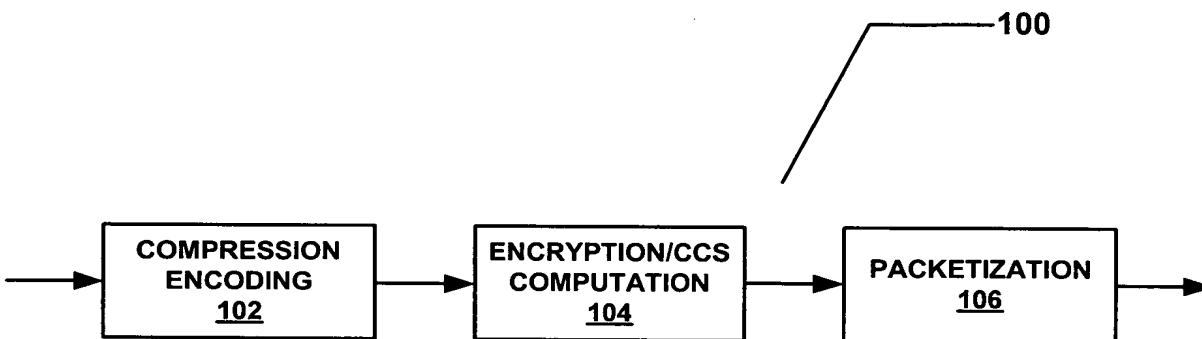 100
COMPRESSION
ENCODING
102
ENCRYPTION/CCS
COMPUTATION
104
PACKETIZATION
106